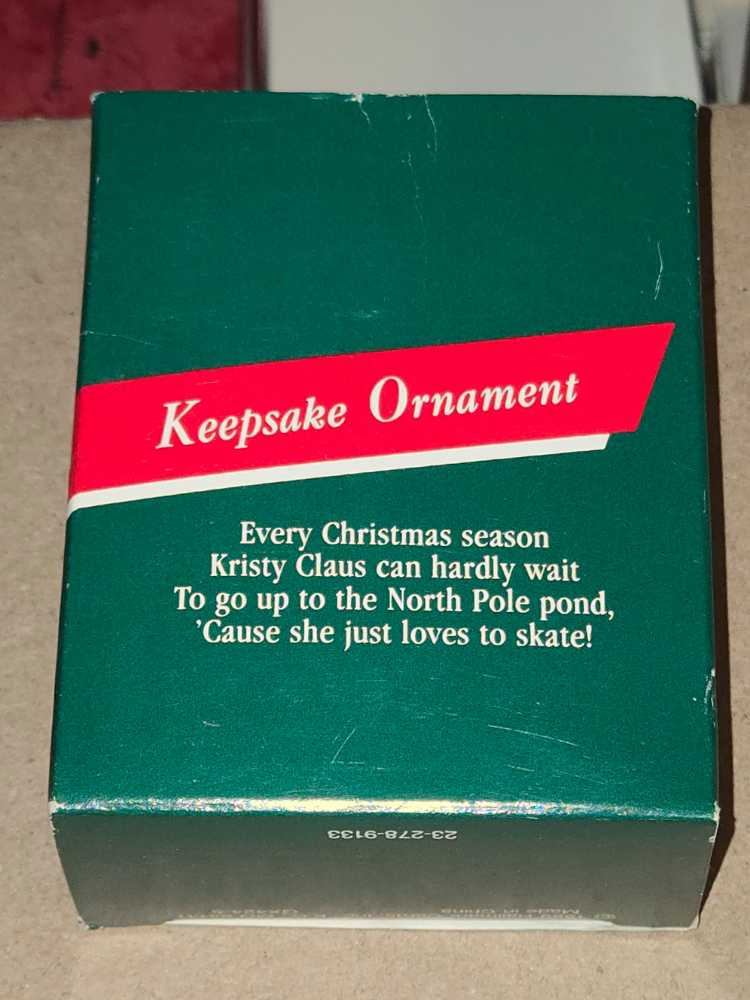 Keepsake Ornament
Every Christmas season
Kristy Claus can hardly wait
To go up to the North Pole pond,
'Cause she just loves to skate!
23-278-9133
Made in China